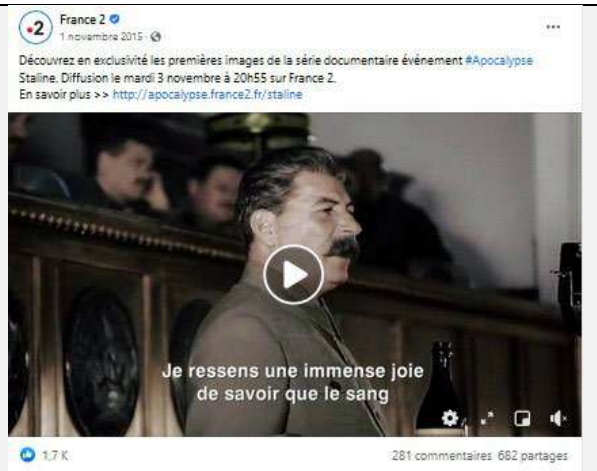 •2
France 2
1 novembre 2015 ·
...
Découvrez en exclusivité les premières images de la série documentaire événement #Apocalypse
Staline. Diffusion le mardi 3 novembre à 20h55 sur France 2.
En savoir plus >> http://apocalypse.france2.fr/staline
Je ressens une immense joie
de savoir que le sang
1,7 K
281 commentaires 682 partages